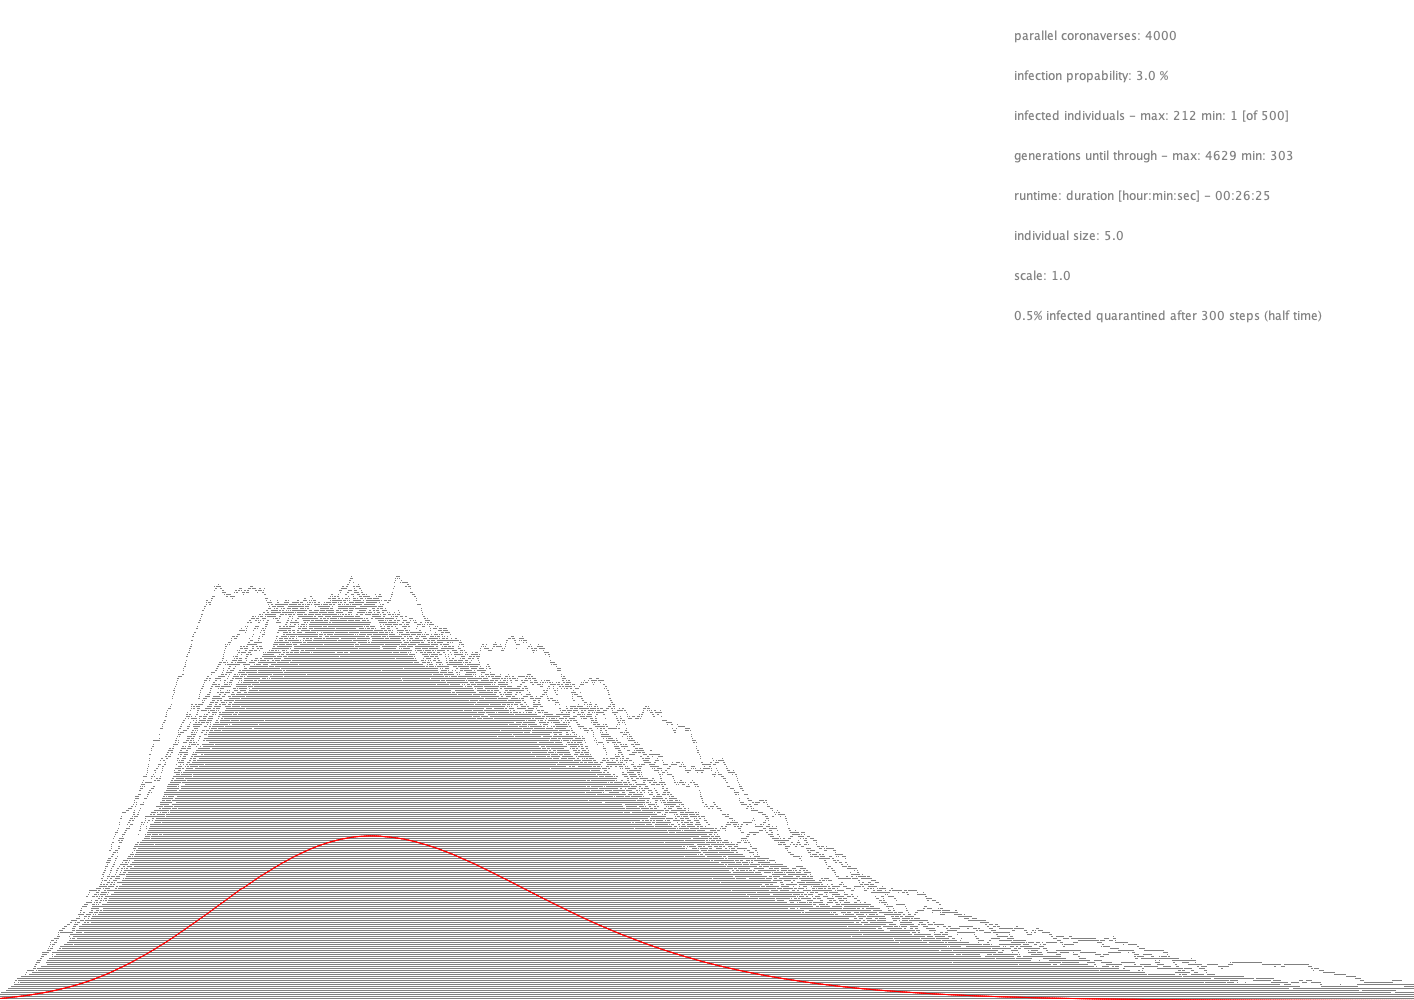 parallel coronaverses: 4000
infection propability: 3.0 %
infected individuals – max: 212 min: 1 [of 500]
generations until through – max: 4629 min: 303
runtime: duration [hour:min:sec] – 00:26:25
individual size: 5.0
scale: 1.0
0.5% infected quarantined after 300 steps (half time)